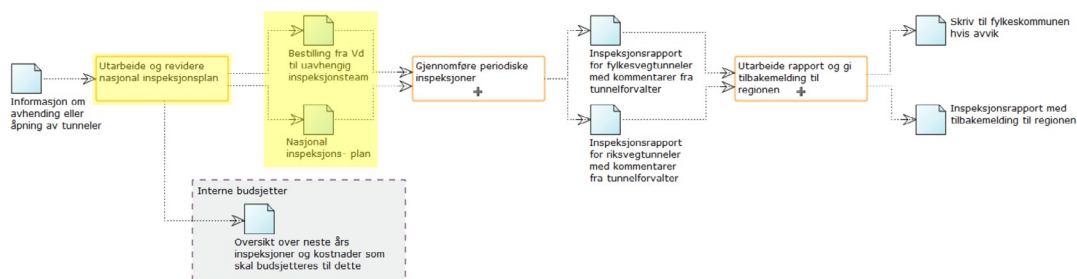 Informasjon om
avhending eller
åpning av tunneler
Utarbeide og revidere
nasjonal inspeksjonsplan
Bestilling fra Vd
til uavhengig
inspeksjonsteam
Nasjonal
inspeksjons- plan
Interne budsjetter
Oversikt over neste års
inspeksjoner og kostnader som
skal budsjetteres til dette
Gjennomføre periodiske
inspeksjoner
Inspeksjonsrapport
for fylkesvegtunneler
med kommentarer fra
tunnelforvalter
Inspeksjonsrapport
for riksvegtunneler
med kommentarer
fra tunnelforvalter
Utarbeide rapport og gi
tilbakemelding til
regionen
Skriv til fylkeskommunen
hvis avvik
Inspeksjonsrapport med
tilbakemelding til regionen